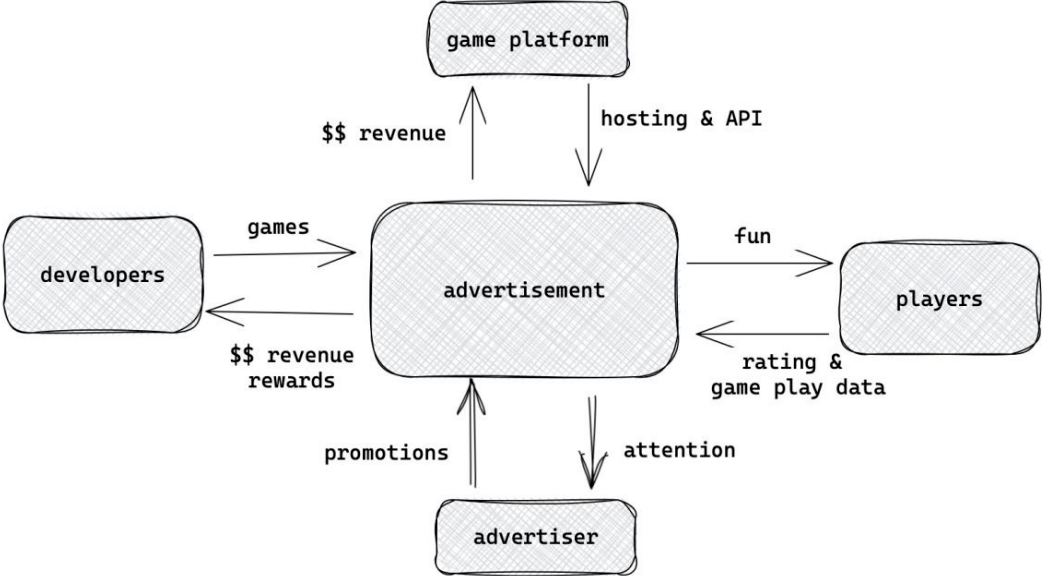 game platform
$$ revenue
hosting & API
games
fun
developers
advertisement
players
$$ revenue
rewards
rating &
game play data
promotions
attention
advertiser